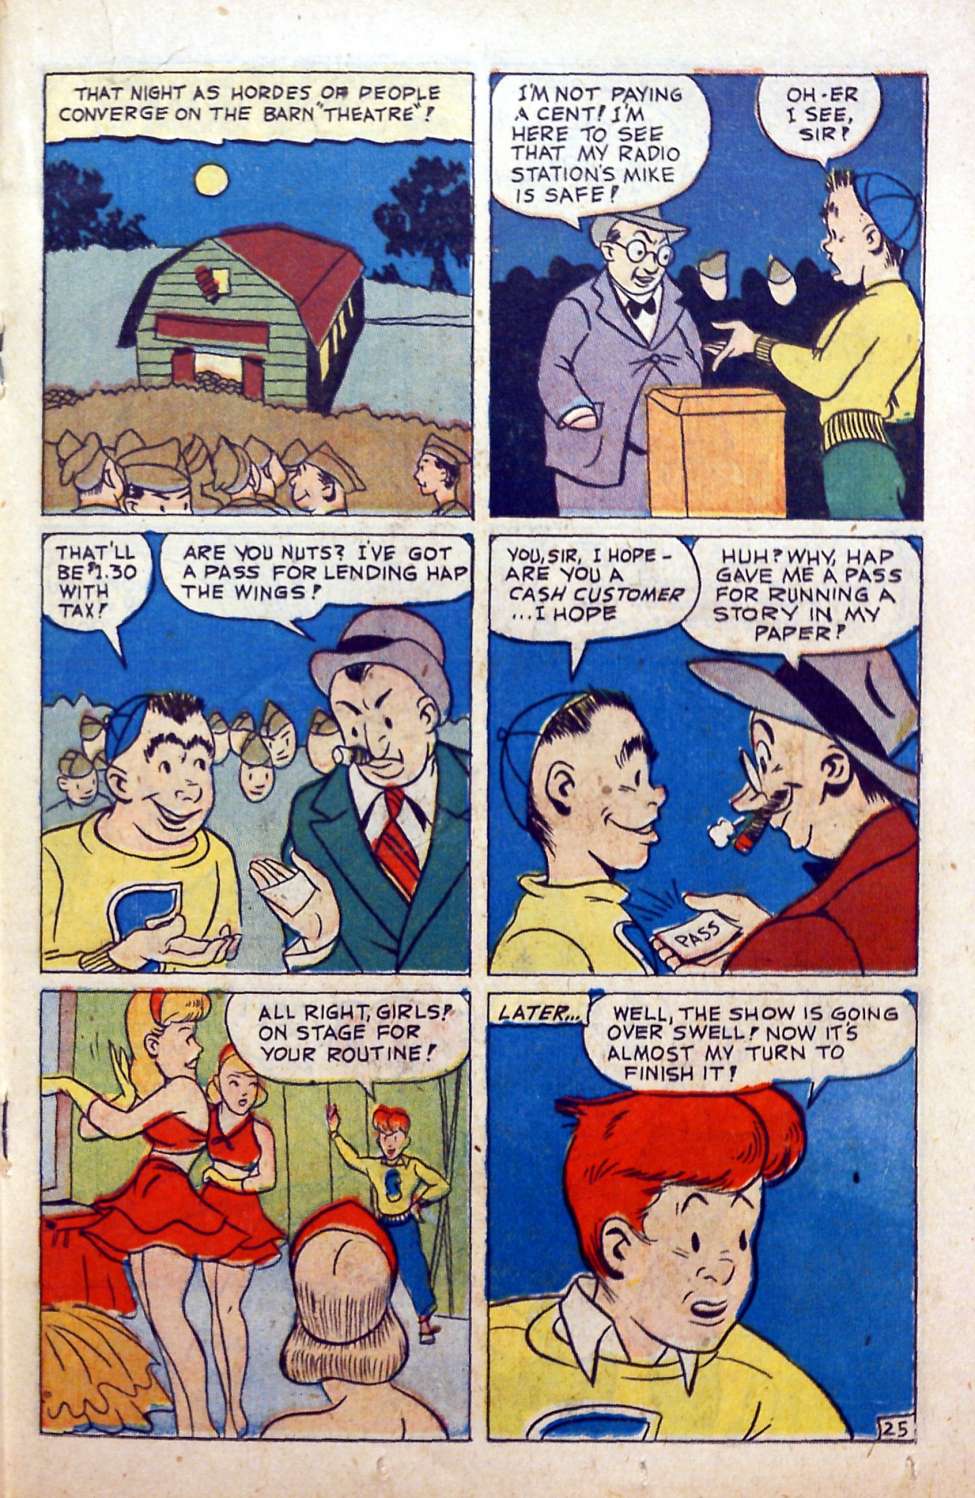 THAT NIGHT AS HORDES OF PEOPLE
CONVERGE ON THE BARN "THEATRE"!
I'M NOT PAYING
A CENT! I'M
HERE TO SEE
THAT MY RADIO
STATION'S MIKE
IS SAFE!
OH-ER
I SEE,
SIR!
THAT'LL
BE $1.30
WITH
TAX!
ARE YOU NUTS? I'VE GOT
A PASS FOR LENDING HAP
THE WINGS!
YOU, SIR, I HOPE -
ARE YOU A
CASH CUSTOMER
...I HOPE
HUH? WHY, HAP
GAVE ME A PASS
FOR RUNNING A
STORY IN MY
PAPER!
PASS
ALL RIGHT, GIRLS!
ON STAGE FOR
YOUR ROUTINE!
LATER...
WELL, THE SHOW IS GOING
OVER SWELL! NOW IT'S
ALMOST MY TURN TO
FINISH IT!
25